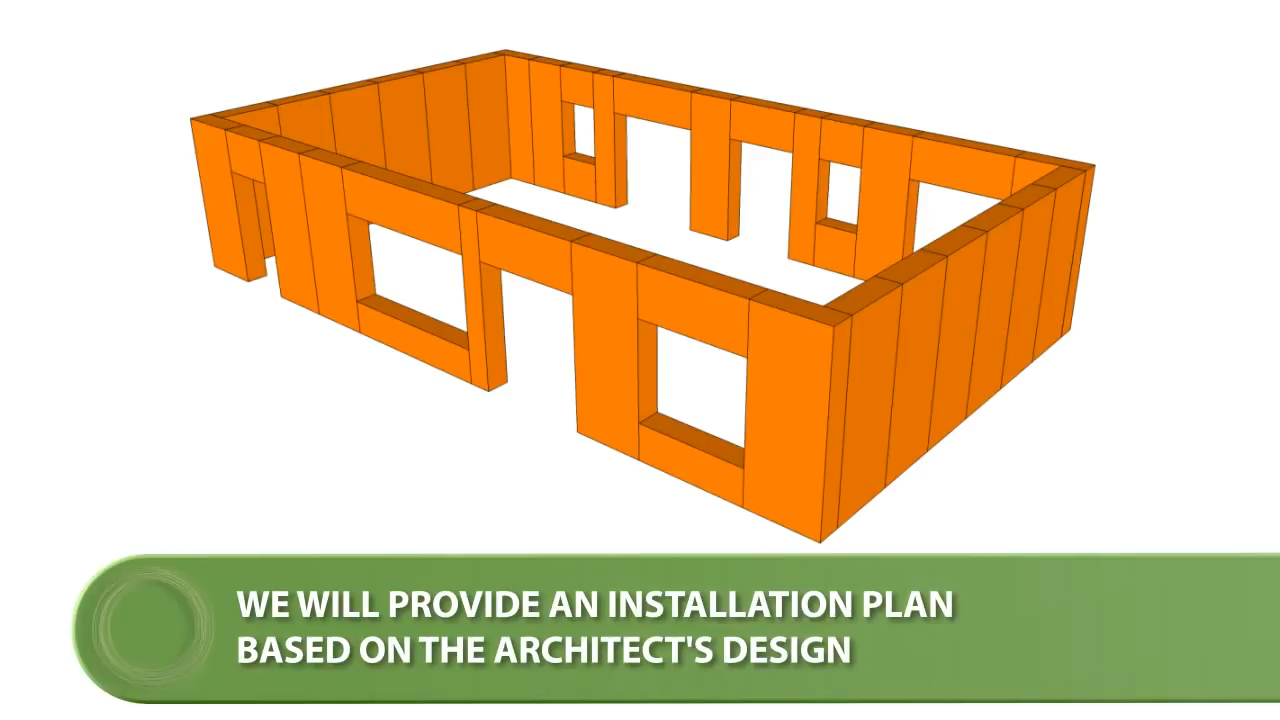 WE WILL PROVIDE AN INSTALLATION PLAN
BASED ON THE ARCHITECT'S DESIGN